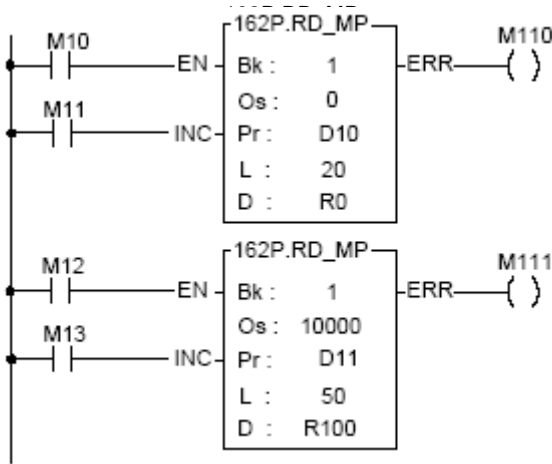 162P.RD_MP
M10
EN
Bk : 1
ERR
M110
Os : 0
M11
INC
Pr : D10
L : 20
D : R0
162P.RD_MP
M12
EN
Bk : 1
ERR
M111
Os : 10000
M13
INC
Pr : D11
L : 50
D : R100